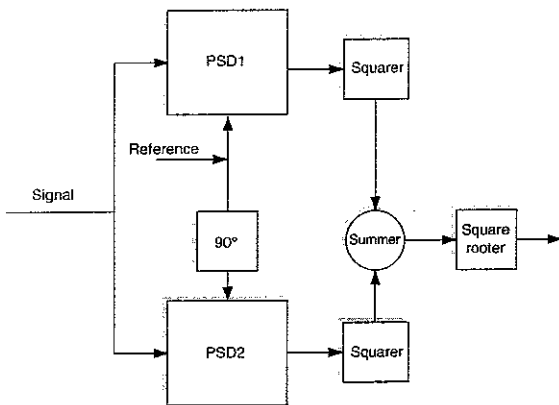 PSD1
Squarer
Reference
Signal
90°
Summer
Square
rooter
PSD2
Squarer